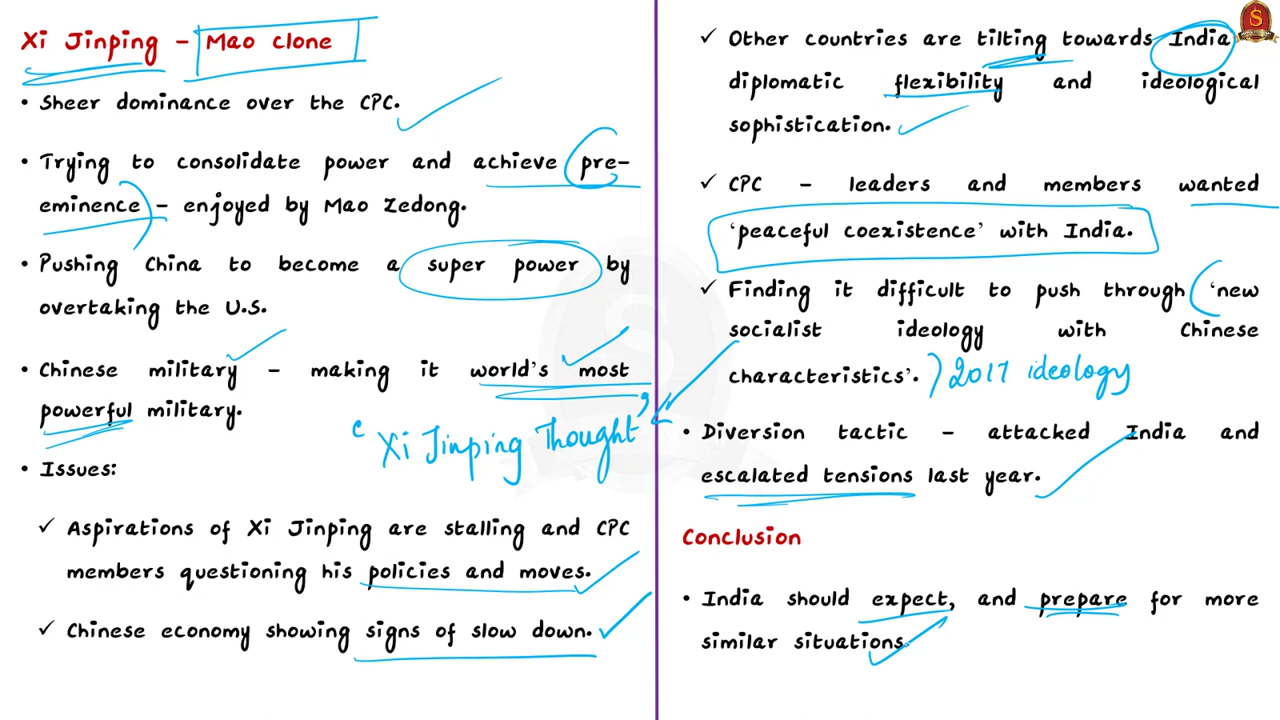 Xi Jinping - Mao clone
• Sheer dominance over the CPC.
• Trying to consolidate power and achieve pre-
eminence - enjoyed by Mao Zedong.
• Pushing China to become a super power by
overtaking the U.S.
• Chinese military - making it world's most
powerful military.
'Xi Jinping Thought'
• Issues:
✓ Aspirations of Xi Jinping are stalling and CPC
members questioning his policies and moves.
✓ Chinese economy showing signs of slow down.
✓ Other countries are tilting towards India
diplomatic flexibility and ideological
sophistication.
✓ CPC - leaders and members wanted
'peaceful coexistence' with India.
✓ Finding it difficult to push through 'new
socialist ideology with Chinese
characteristics'. ) 2017 ideology
• Diversion tactic - attacked India and
escalated tensions last year.
Conclusion
• India should expect, and prepare for more
similar situations.